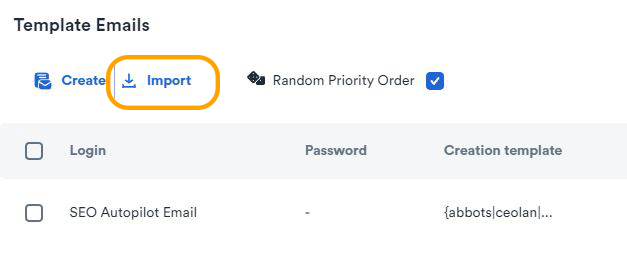 Template Emails
Create Import Random Priority Order
Login Password Creation template
SEO Autopilot Email - {abbots|ceolan|...